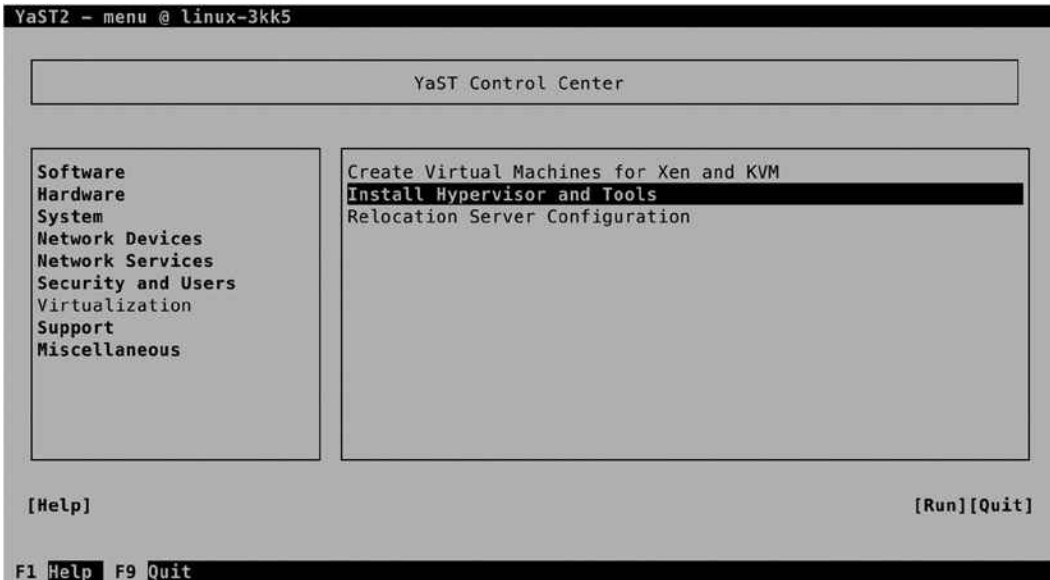 YaST2 - menu @ linux-3kk5
YaST Control Center
Software
Hardware
System
Network Devices
Network Services
Security and Users
Virtualization
Support
Miscellaneous
Create Virtual Machines for Xen and KVM
Install Hypervisor and Tools
Relocation Server Configuration
[Help] [Run][Quit]
F1 Help F9 Quit